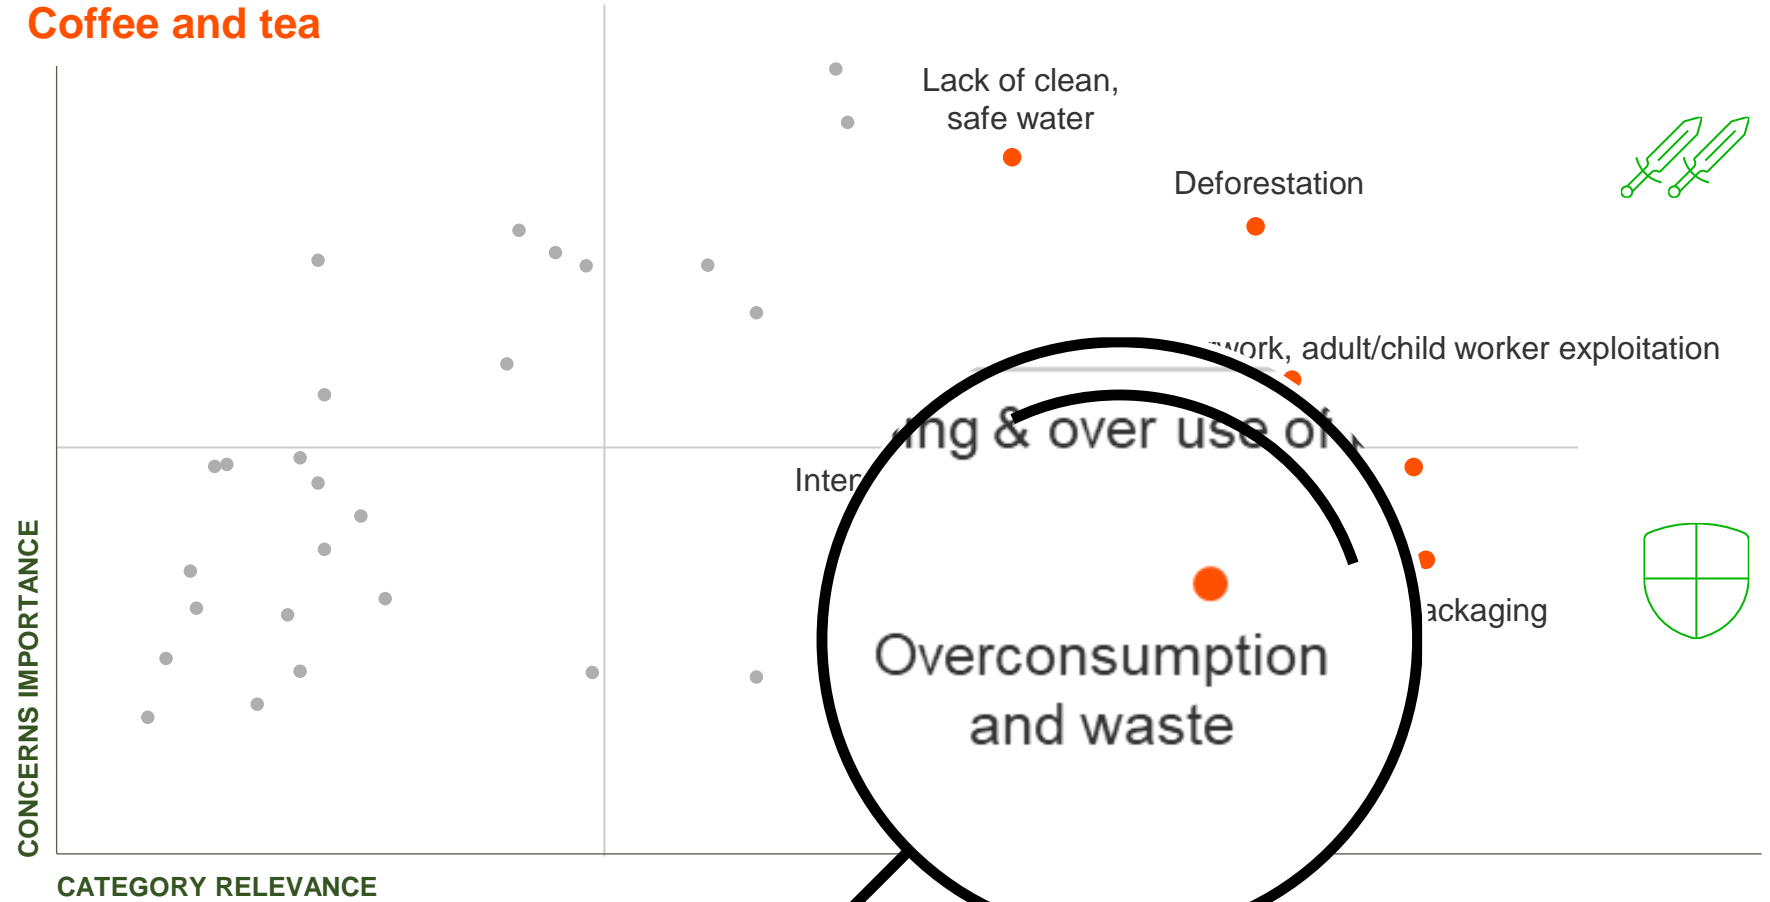 Coffee and tea
Lack of clean,
safe water
Deforestation
work, adult/child worker exploitation
ing & over use of
Inter
Overconsumption
and waste
ackaging
CONCERNS IMPORTANCE
CATEGORY RELEVANCE